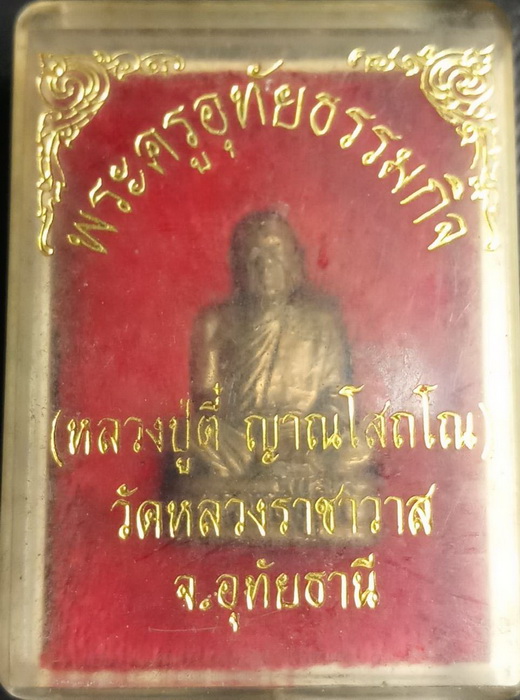 พระครูอุทัยธรรมกิจ
(หลวงปู่ตี๋ ญาณโสภโณ)
วัดหลวงราชาวาส
จ.อุทัยธานี